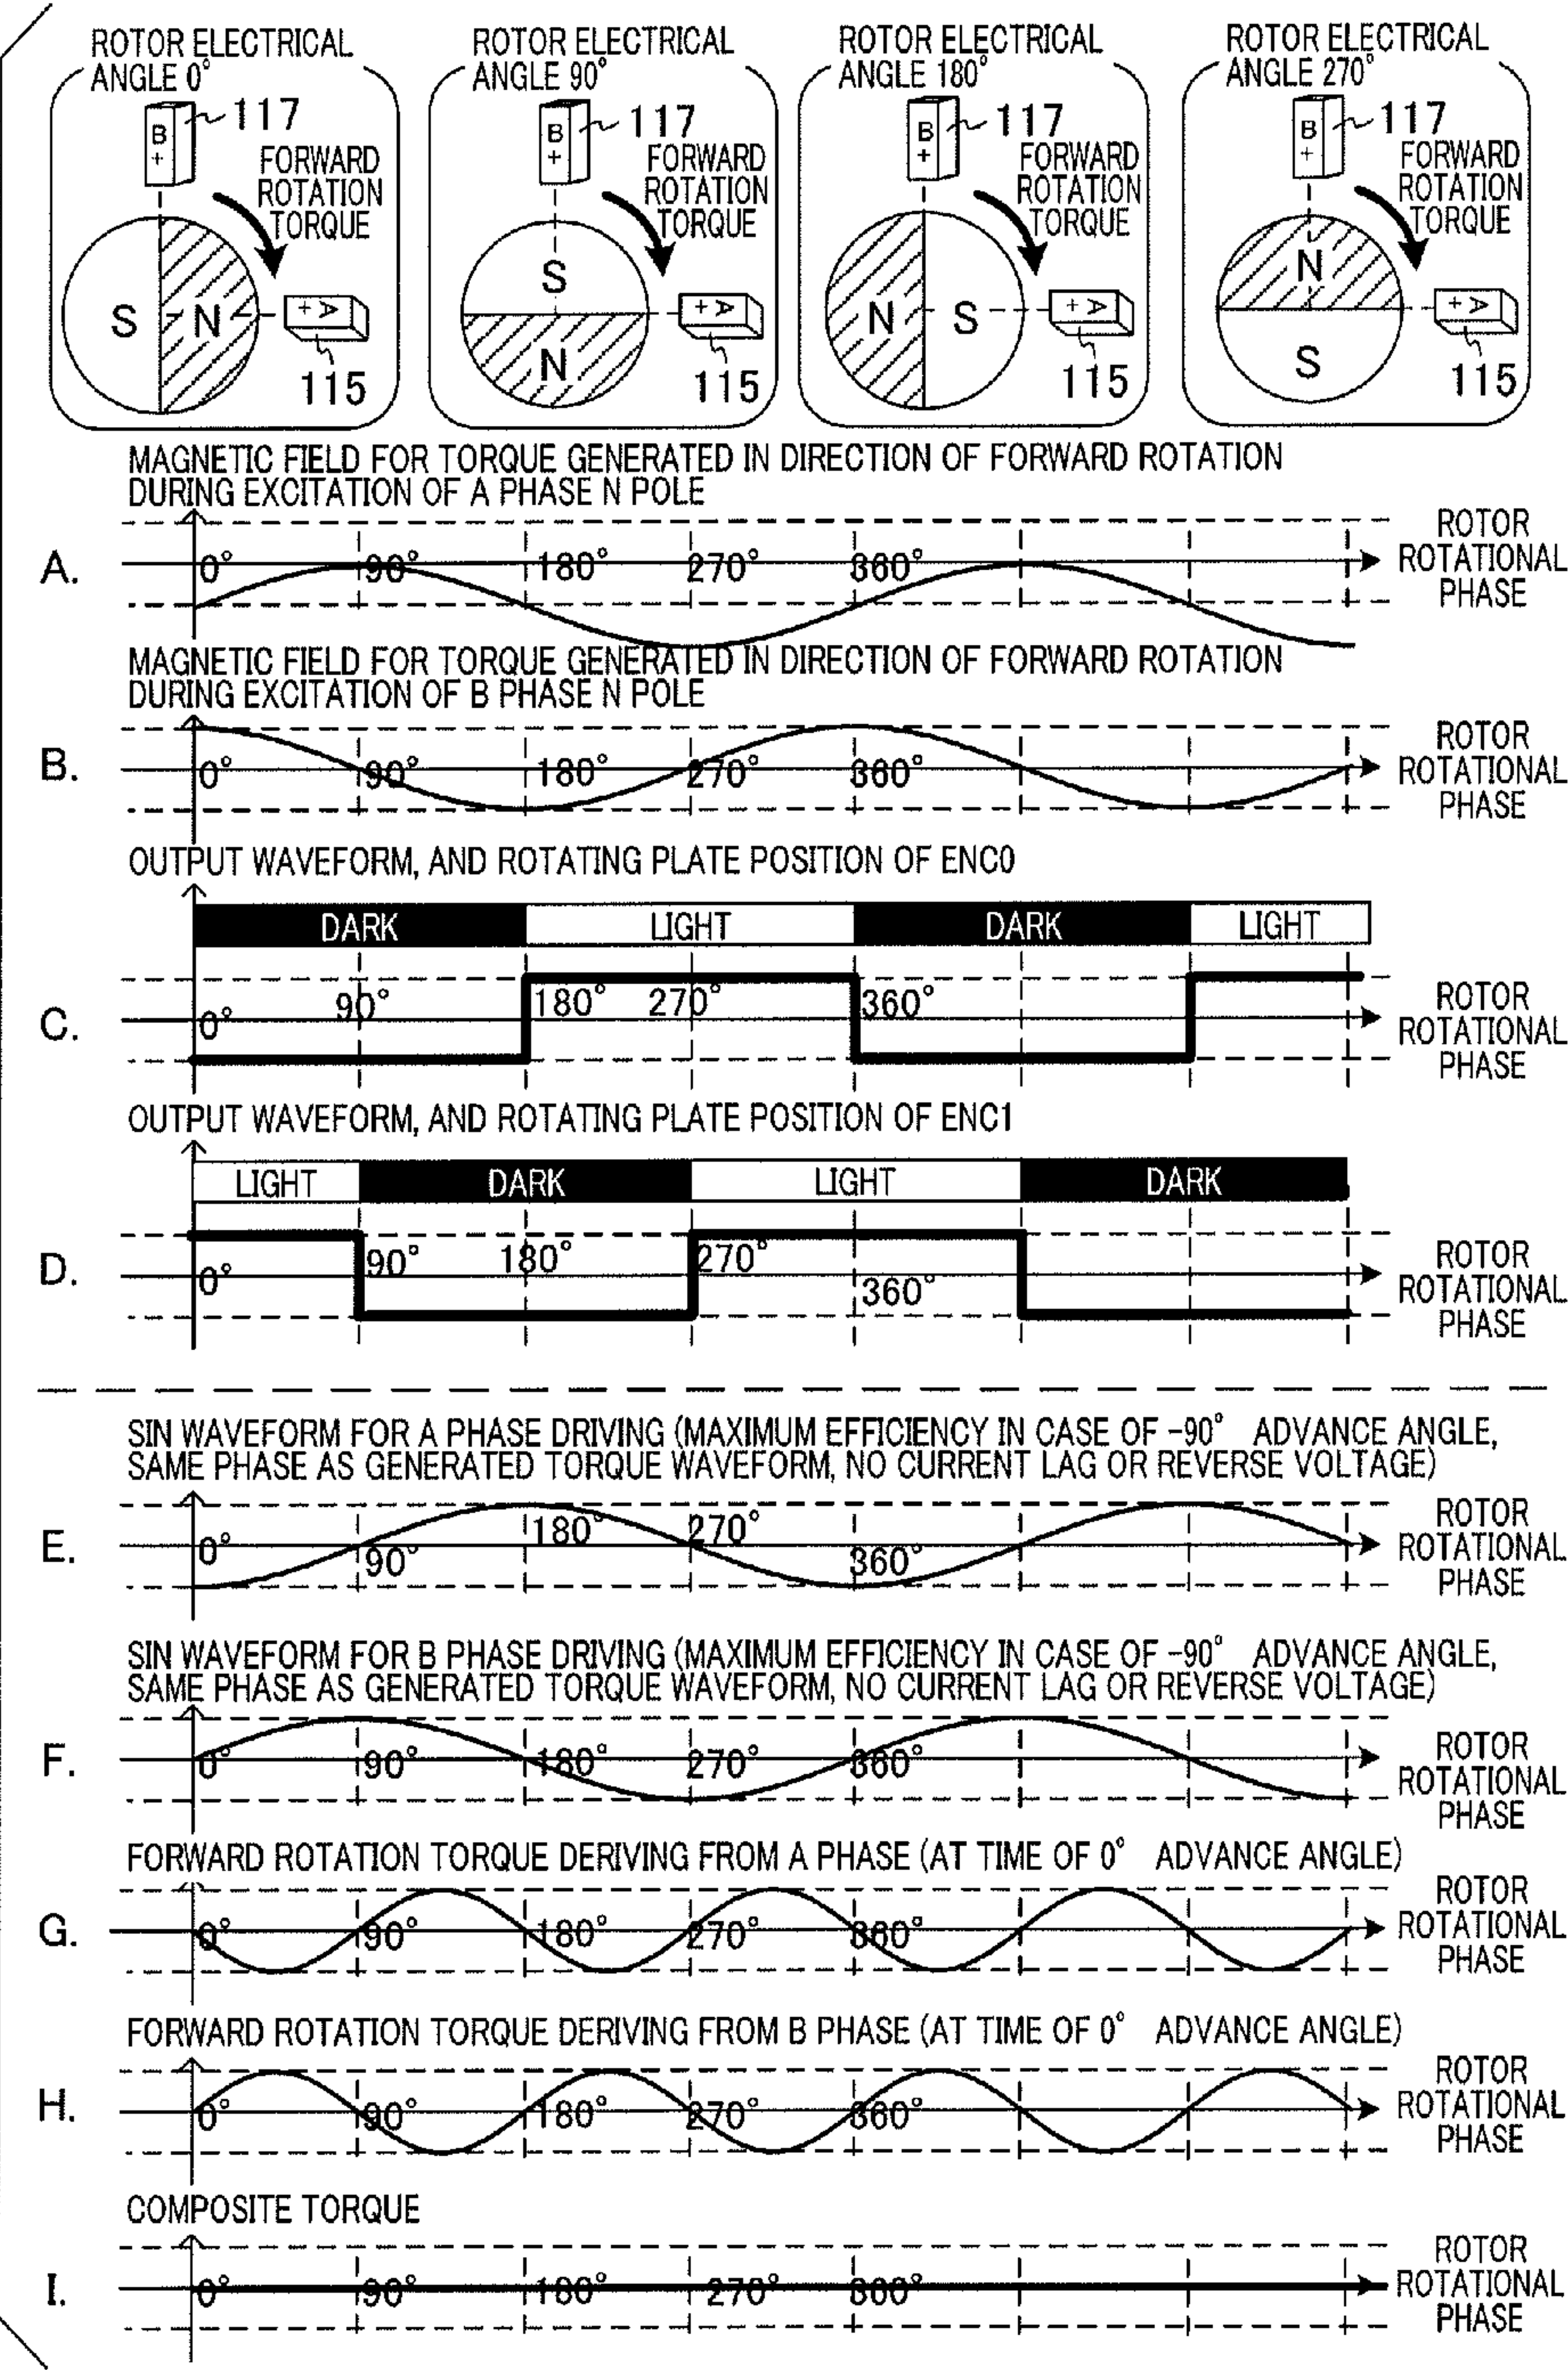 ROTOR ELECTRICAL
ANGLE 0°
B
+
117
FORWARD
ROTATION
TORQUE
S
N
+ A
115
ROTOR ELECTRICAL
ANGLE 90°
B
+
117
FORWARD
ROTATION
TORQUE
S
N
+ A
115
ROTOR ELECTRICAL
ANGLE 180°
B
+
117
FORWARD
ROTATION
TORQUE
N
S
+ A
115
ROTOR ELECTRICAL
ANGLE 270°
B
+
117
FORWARD
ROTATION
TORQUE
N
S
+ A
115
MAGNETIC FIELD FOR TORQUE GENERATED IN DIRECTION OF FORWARD ROTATION
DURING EXCITATION OF A PHASE N POLE
A.
0° 90° 180° 270° 360°
ROTOR
ROTATIONAL
PHASE
MAGNETIC FIELD FOR TORQUE GENERATED IN DIRECTION OF FORWARD ROTATION
DURING EXCITATION OF B PHASE N POLE
B.
0° 90° 180° 270° 360°
ROTOR
ROTATIONAL
PHASE
OUTPUT WAVEFORM, AND ROTATING PLATE POSITION OF ENC0
DARK LIGHT DARK LIGHT
C.
0° 90° 180° 270° 360°
ROTOR
ROTATIONAL
PHASE
OUTPUT WAVEFORM, AND ROTATING PLATE POSITION OF ENC1
LIGHT DARK LIGHT DARK
D.
0° 90° 180° 270° 360°
ROTOR
ROTATIONAL
PHASE
SIN WAVEFORM FOR A PHASE DRIVING (MAXIMUM EFFICIENCY IN CASE OF -90° ADVANCE ANGLE,
SAME PHASE AS GENERATED TORQUE WAVEFORM, NO CURRENT LAG OR REVERSE VOLTAGE)
E.
0° 90° 180° 270° 360°
ROTOR
ROTATIONAL
PHASE
SIN WAVEFORM FOR B PHASE DRIVING (MAXIMUM EFFICIENCY IN CASE OF -90° ADVANCE ANGLE,
SAME PHASE AS GENERATED TORQUE WAVEFORM, NO CURRENT LAG OR REVERSE VOLTAGE)
F.
0° 90° 180° 270° 360°
ROTOR
ROTATIONAL
PHASE
FORWARD ROTATION TORQUE DERIVING FROM A PHASE (AT TIME OF 0° ADVANCE ANGLE)
G.
0° 90° 180° 270° 360°
ROTOR
ROTATIONAL
PHASE
FORWARD ROTATION TORQUE DERIVING FROM B PHASE (AT TIME OF 0° ADVANCE ANGLE)
H.
0° 90° 180° 270° 360°
ROTOR
ROTATIONAL
PHASE
COMPOSITE TORQUE
I.
0° 90° 180° 270° 360°
ROTOR
ROTATIONAL
PHASE